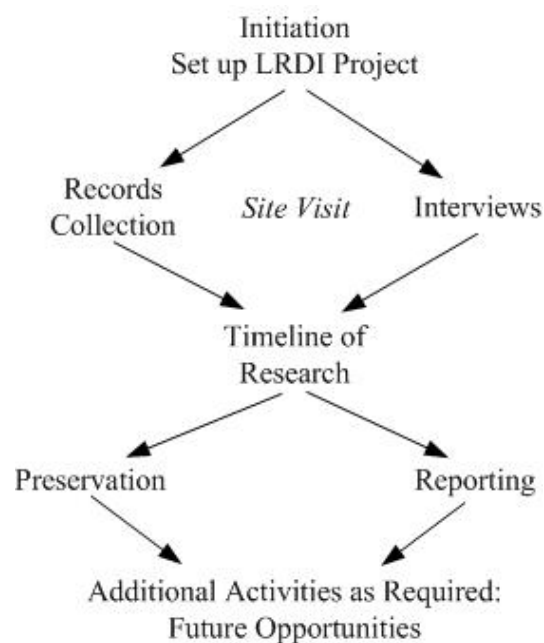 Initiation
Set up LRDI Project
Records
Collection
Site Visit
Interviews
Timeline of
Research
Preservation
Reporting
Additional Activities as Required:
Future Opportunities